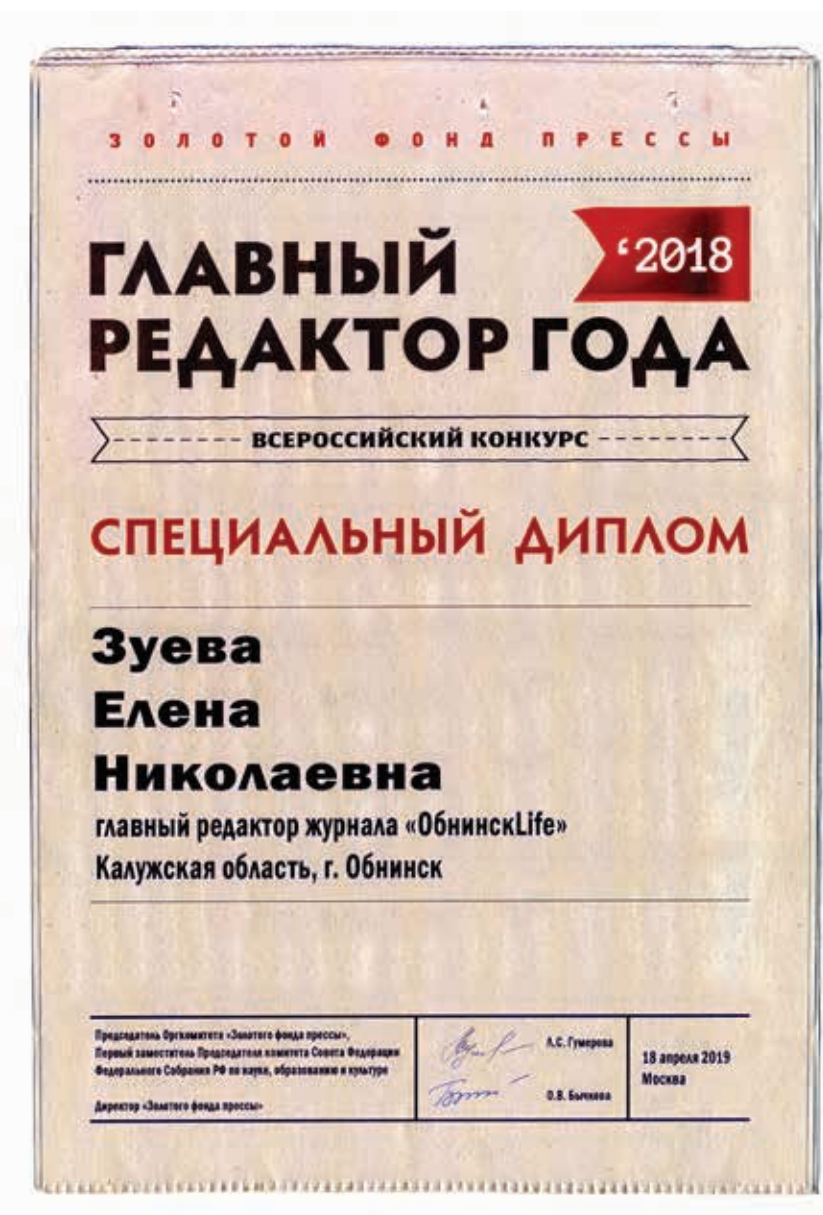 ЗОЛОТОЙ ФОНД ПРЕССЫ
ГЛАВНЫЙ
‘2018
РЕДАКТОР ГОДА
ВСЕРОССИЙСКИЙ КОНКУРС
СПЕЦИАЛЬНЫЙ ДИПЛОМ
Зуева
Елена
Николаевна
главный редактор журнала «ОбнинскLife»
Калужская область, г. Обнинск
Председатель Оргкомитета «Золотого фонда прессы»,
Первый заместитель Председателя комитета Совета Федерации
Федерального Собрания РФ по науке, образованию и культуре
Директор «Золотого фонда прессы»
Л.С. Гумерова
О.В. Бычкова
18 апреля 2019
Москва